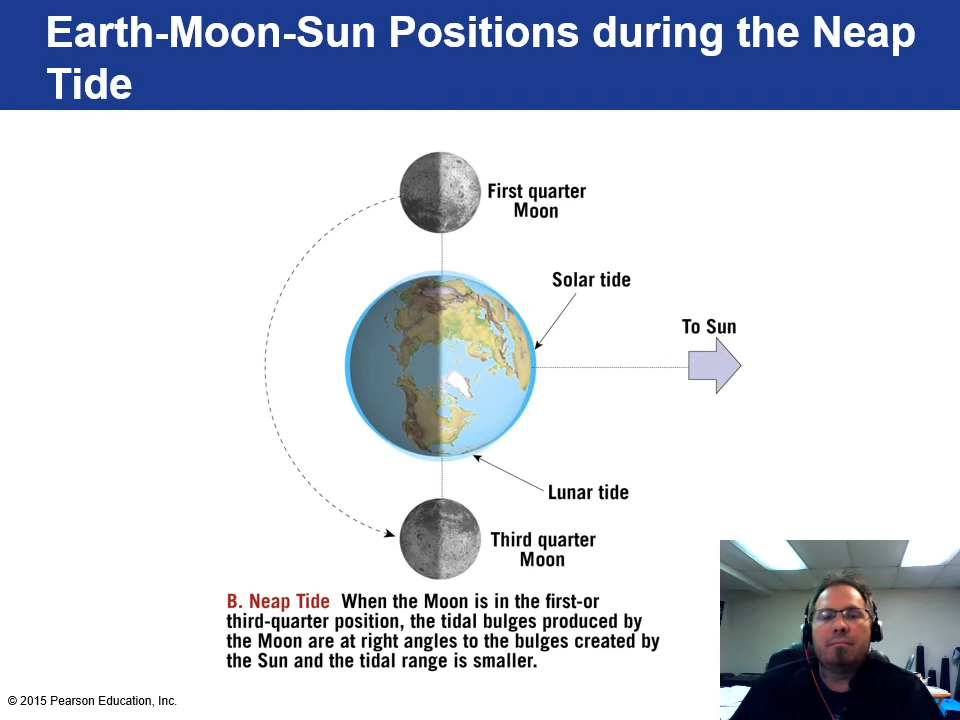 Earth-Moon-Sun Positions during the Neap
Tide
First quarter
Moon
Solar tide
To Sun
Lunar tide
Third quarter
Moon
B. Neap Tide When the Moon is in the first-or
third-quarter position, the tidal bulges produced by
the Moon are at right angles to the bulges created by
the Sun and the tidal range is smaller.
© 2015 Pearson Education, Inc.